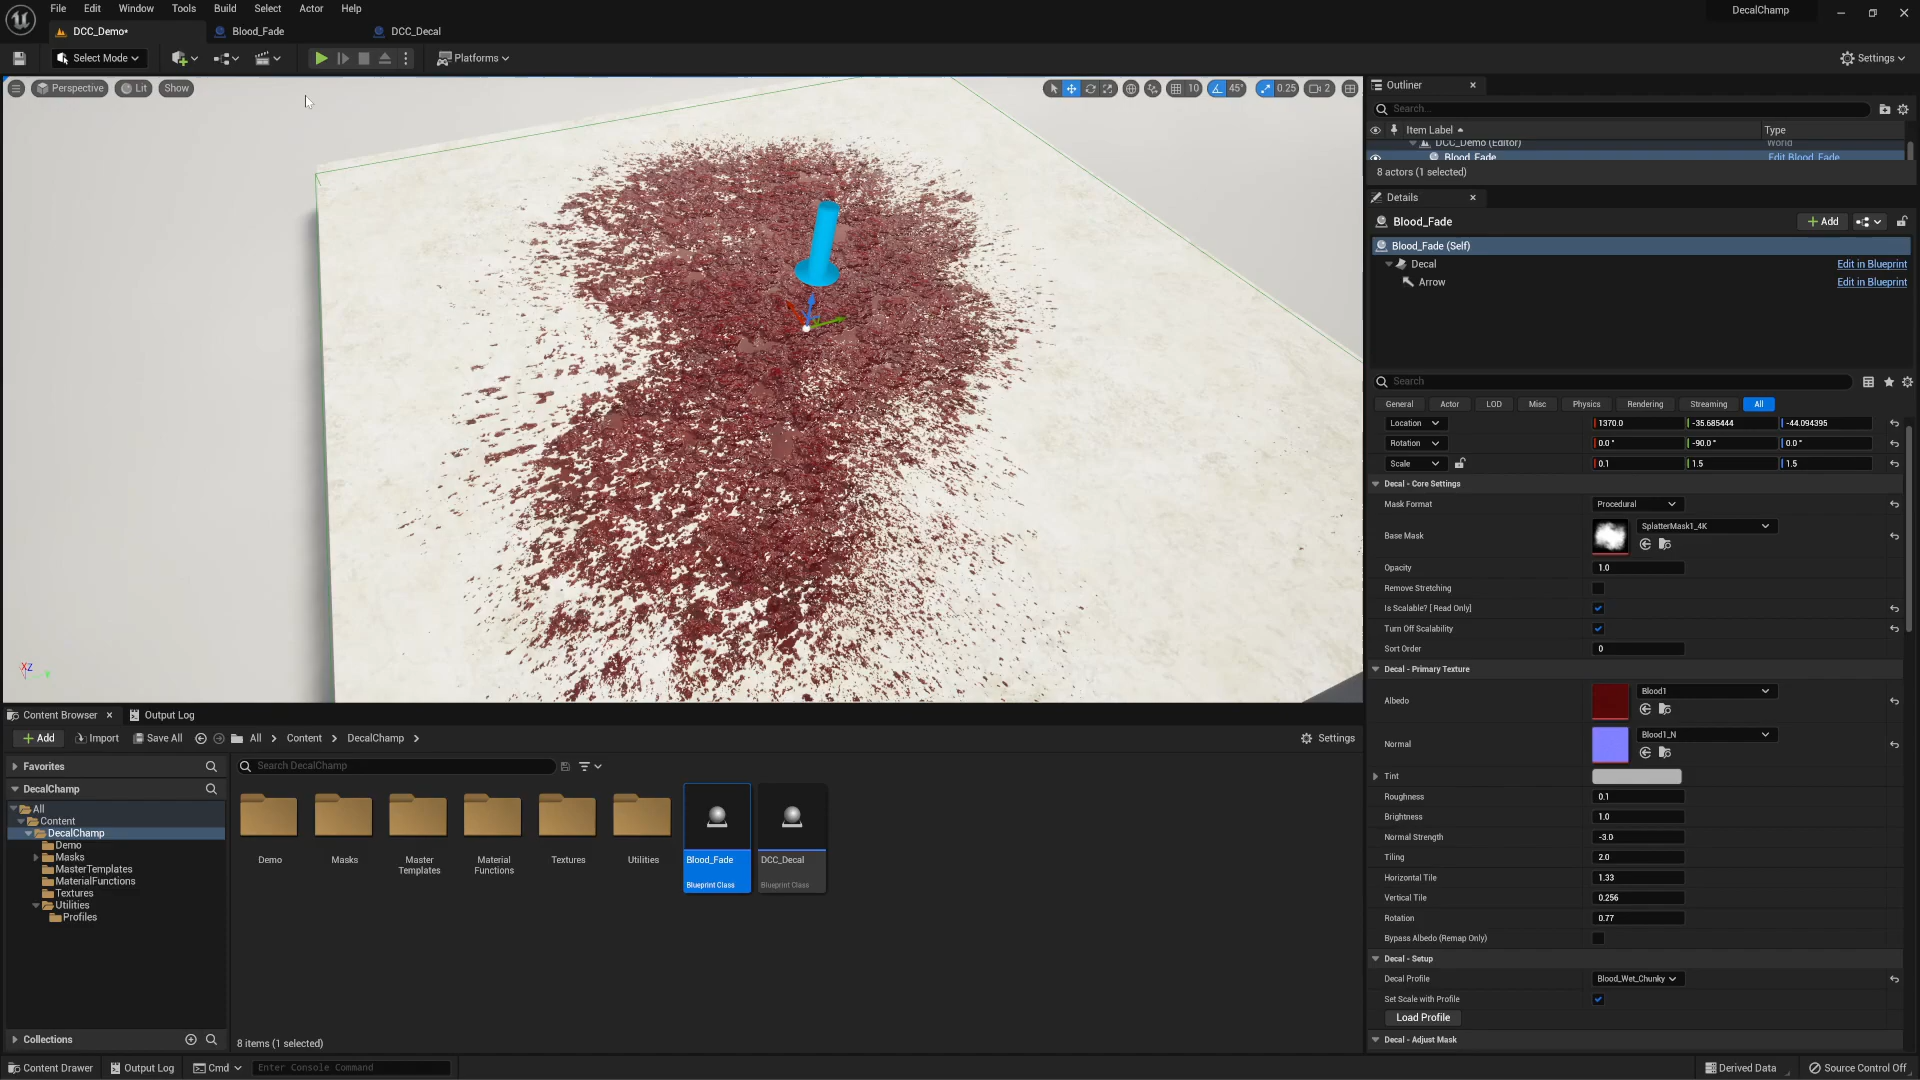 File Edit Window Tools Build Select Actor Help
DecalChamp
DCC_Demo* Blood_Fade DCC_Decal
Select Mode Platforms Settings
Perspective Lit Show 10 45° 0.25 2
Outliner
Search...
Item Label Type
DCC_Demo (Editor) World
Blood_Fade Edit Blood_Fade
8 actors (1 selected)
Details
Blood_Fade Add
Blood_Fade (Self)
Decal Edit in Blueprint
Arrow Edit in Blueprint
Search
General Actor LOD Misc Physics Rendering Streaming All
Location 1370.0 -35.685444 -44.094395
Rotation 0.0 ° -90.0 ° 0.0 °
Scale 0.1 1.5 1.5
Decal - Core Settings
Mask Format Procedural
Base Mask SplatterMask1_4K
Opacity 1.0
Remove Stretching
Is Scalable? [ Read Only]
Turn Off Scalability
Sort Order 0
Decal - Primary Texture
Albedo Blood1
Normal Blood1_N
Tint
Roughness 0.1
Brightness 1.0
Normal Strength -3.0
Tiling 2.0
Horizontal Tile 1.33
Vertical Tile 0.256
Rotation 0.77
Bypass Albedo (Remap Only)
Decal - Setup
Decal Profile Blood_Wet_Chunky
Set Scale with Profile
Load Profile
Decal - Adjust Mask
XZ
Y
Content Browser Output Log
Add Import Save All All Content DecalChamp Settings
Favorites
Search DecalChamp
DecalChamp
All
Content
DecalChamp
Demo
Masks
MasterTemplates
MaterialFunctions
Textures
Utilities
Profiles
Demo Masks Master Templates Material Functions Textures Utilities Blood_Fade DCC_Decal
Blueprint Class Blueprint Class
Collections
8 items (1 selected)
Content Drawer Output Log Cmd Enter Console Command Derived Data Source Control Off